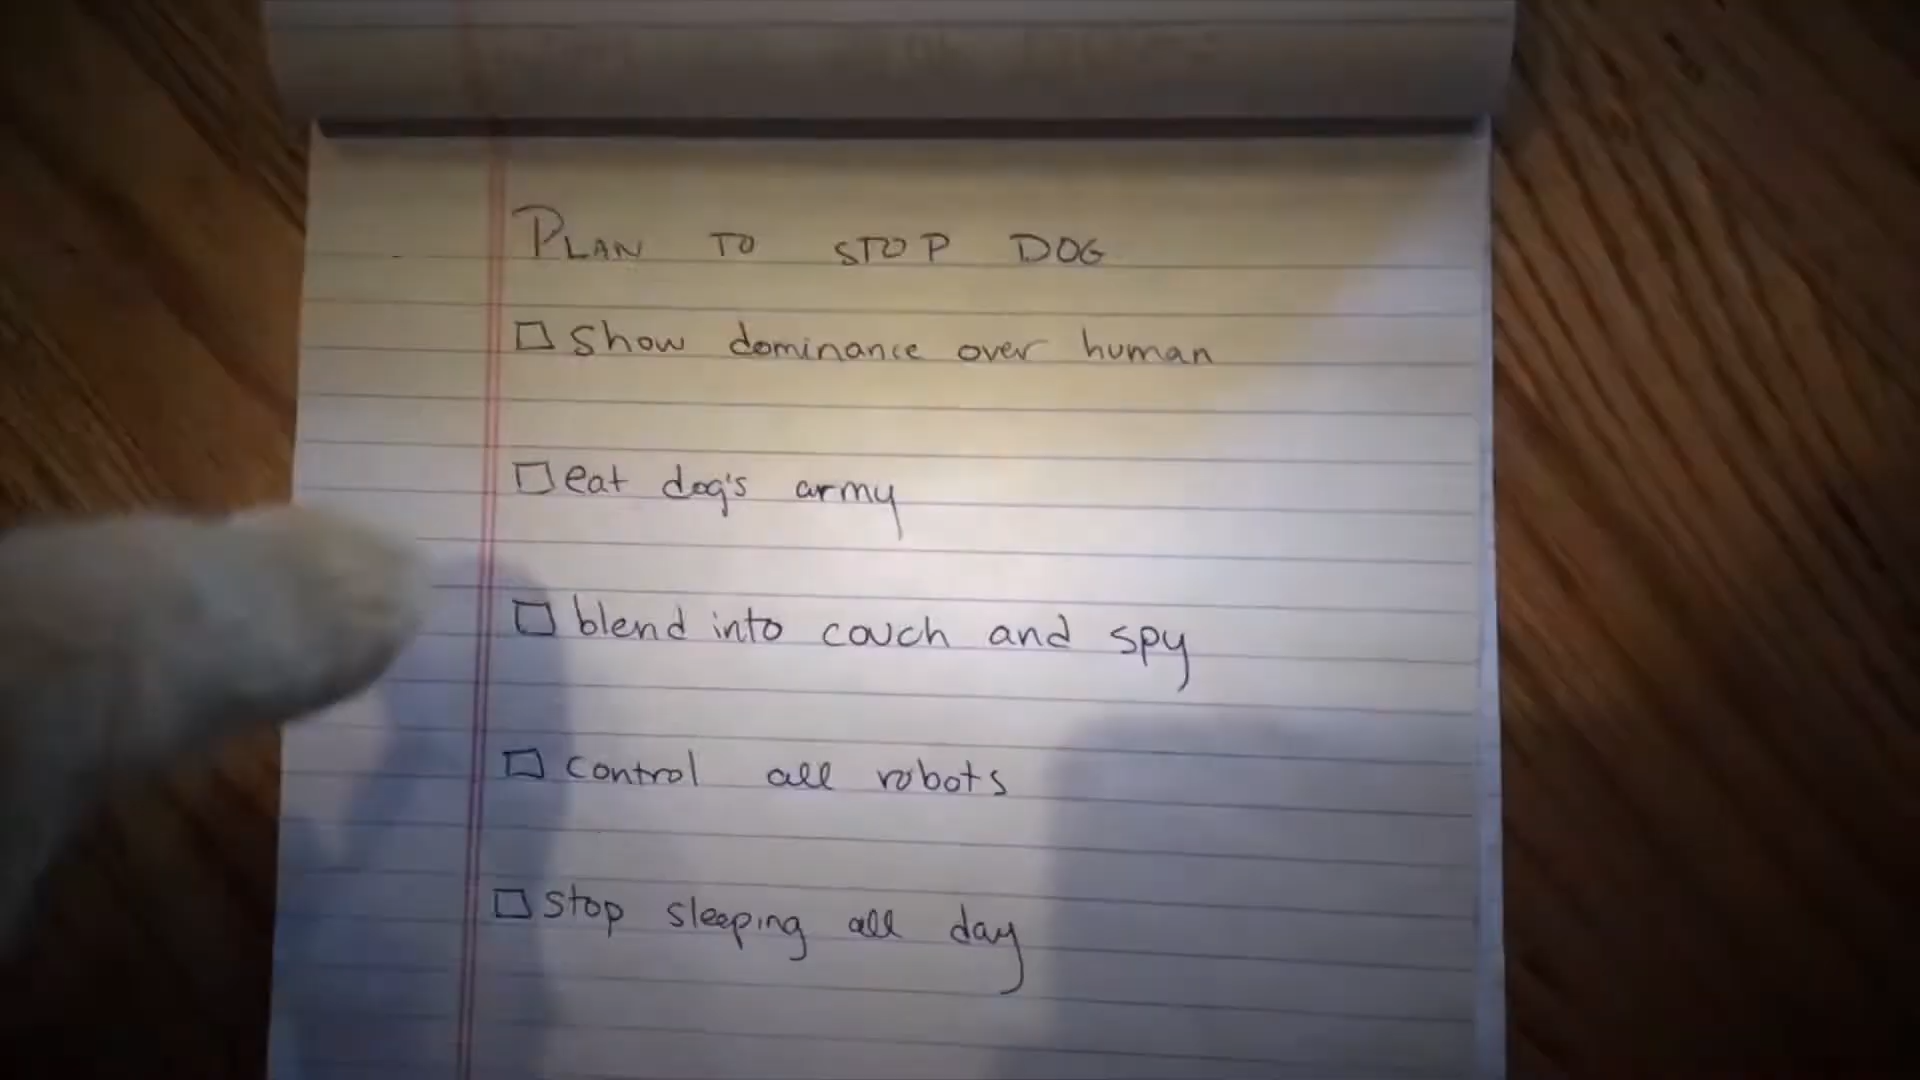 PLAN TO STOP DOG
show dominance over human
eat dog's army
blend into couch and spy
control all robots
stop sleeping all day